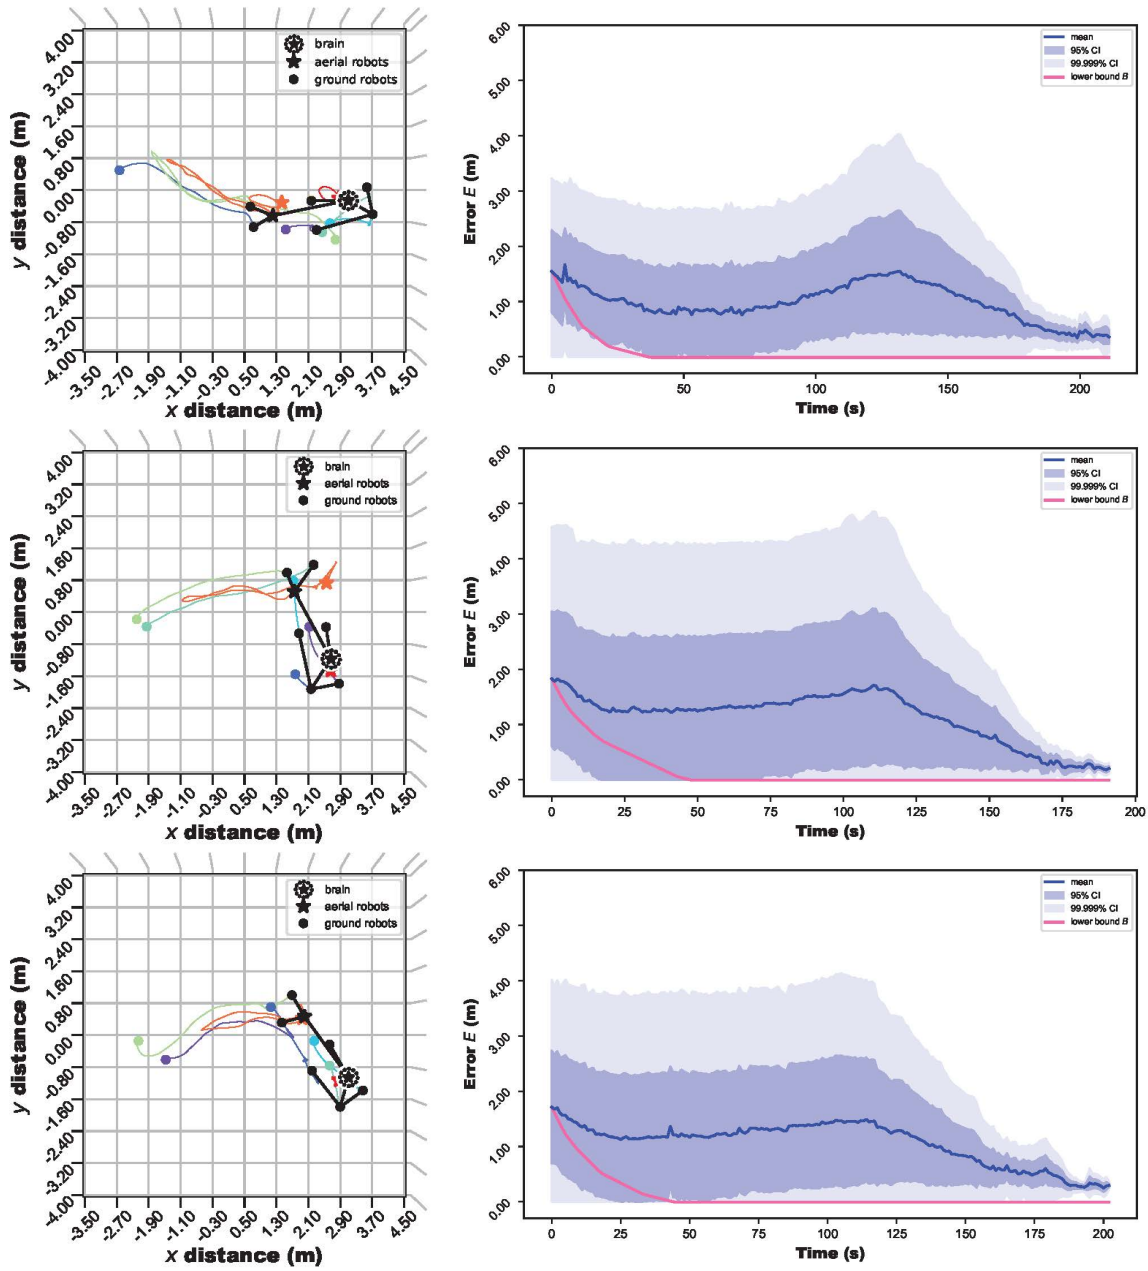 brain
aerial robots
ground robots
4.00
3.20
2.40
1.60
0.80
0.00
-0.80
-1.60
-2.40
-3.20
-4.00
y distance (m)
-3.50 -2.70 -1.90 -1.10 -0.30 0.50 1.30 2.10 2.90 3.70 4.50
x distance (m)
mean
95% CI
99.999% CI
lower bound B
6.00
5.00
4.00
3.00
2.00
1.00
0.00
Error E (m)
0 50 100 150 200
Time (s)
brain
aerial robots
ground robots
4.00
3.20
2.40
1.60
0.80
0.00
-0.80
-1.60
-2.40
-3.20
-4.00
y distance (m)
-3.50 -2.70 -1.90 -1.10 -0.30 0.50 1.30 2.10 2.90 3.70 4.50
x distance (m)
mean
95% CI
99.999% CI
lower bound B
6.00
5.00
4.00
3.00
2.00
1.00
0.00
Error E (m)
0 25 50 75 100 125 150 175 200
Time (s)
brain
aerial robots
ground robots
4.00
3.20
2.40
1.60
0.80
0.00
-0.80
-1.60
-2.40
-3.20
-4.00
y distance (m)
-3.50 -2.70 -1.90 -1.10 -0.30 0.50 1.30 2.10 2.90 3.70 4.50
x distance (m)
mean
95% CI
99.999% CI
lower bound B
6.00
5.00
4.00
3.00
2.00
1.00
0.00
Error E (m)
0 25 50 75 100 125 150 175 200
Time (s)